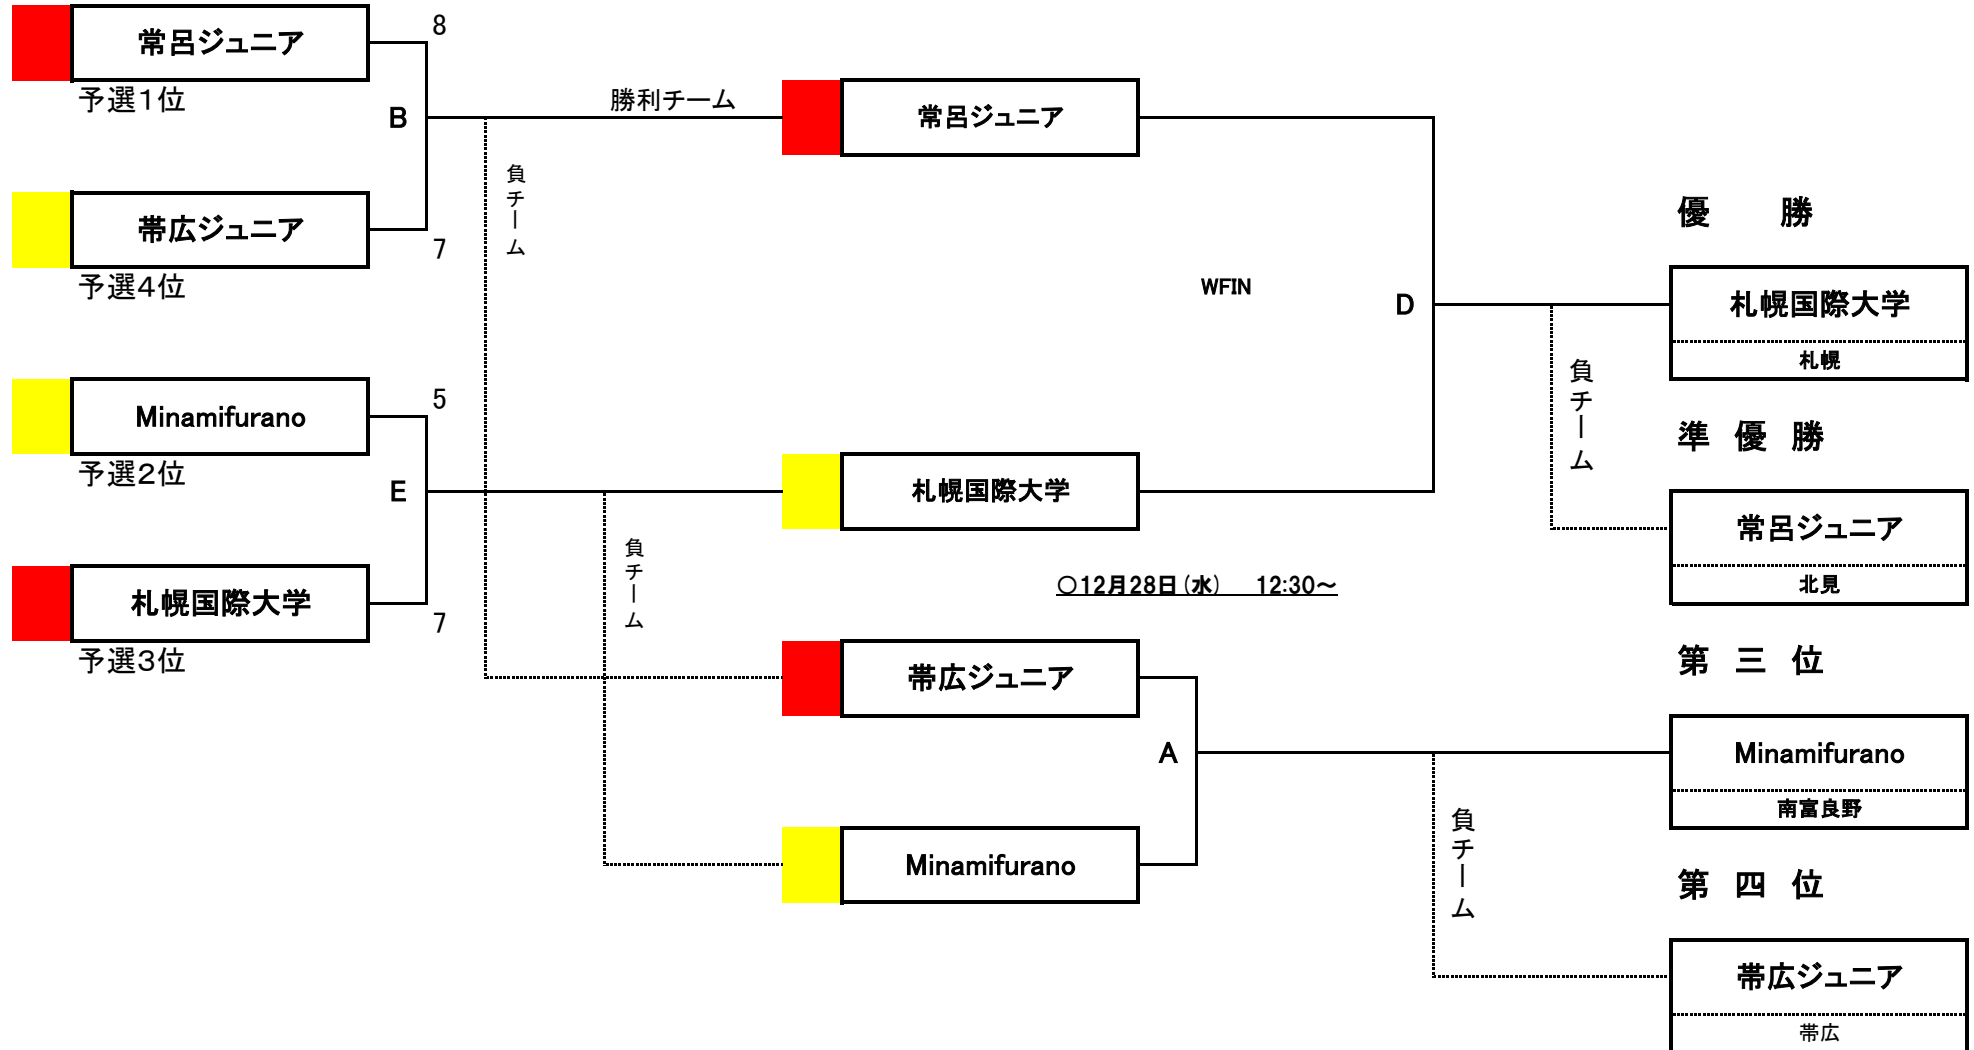 常呂ジュニア
8
予選1位
B
帯広ジュニア
7
予選4位
Minamifurano
5
予選2位
E
札幌国際大学
7
予選3位
勝利チーム
負チーム
負チーム
常呂ジュニア
WFIN
D
札幌国際大学
○12月28日(水) 12:30～
帯広ジュニア
A
Minamifurano
負チーム
負チーム
優 勝
札幌国際大学
札幌
準 優 勝
常呂ジュニア
北見
第 三 位
Minamifurano
南富良野
第 四 位
帯広ジュニア
帯広